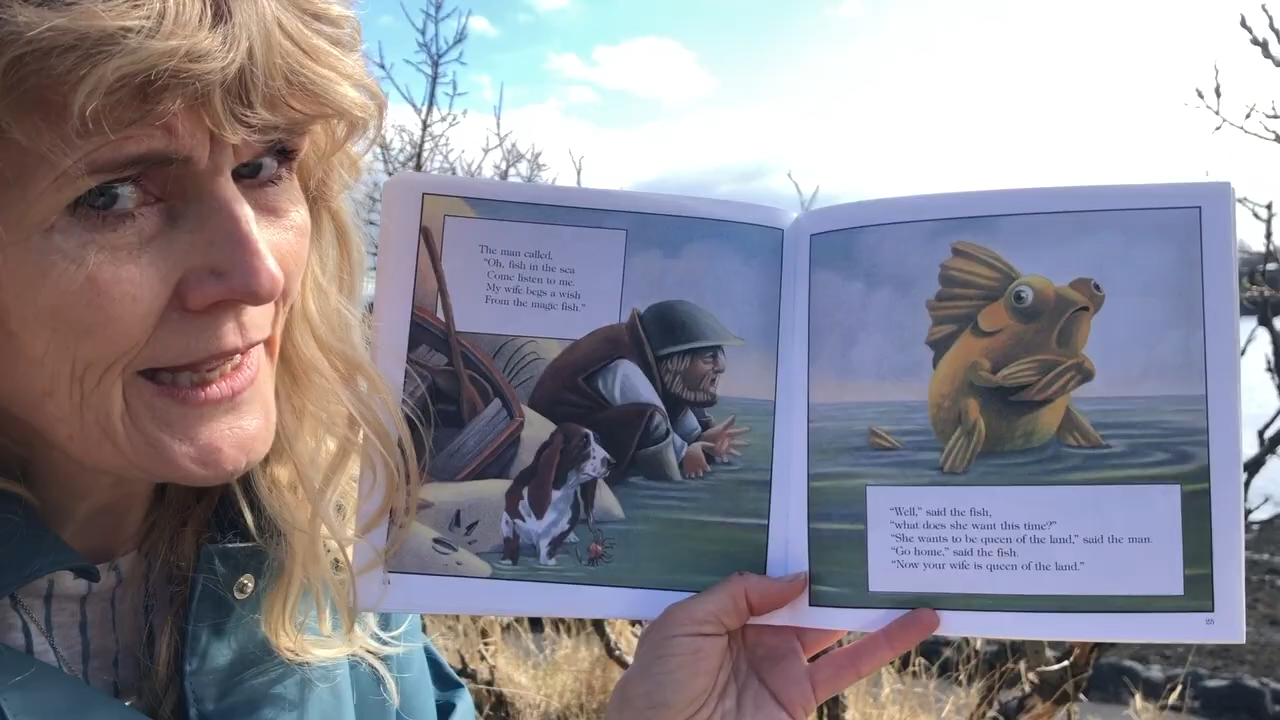 The man called,
"Oh, fish in the sea
Come listen to me.
My wife begs a wish
From the magic fish."
"Well," said the fish,
"what does she want this time?"
"She wants to be queen of the land," said the man.
"Go home," said the fish.
"Now your wife is queen of the land."
25